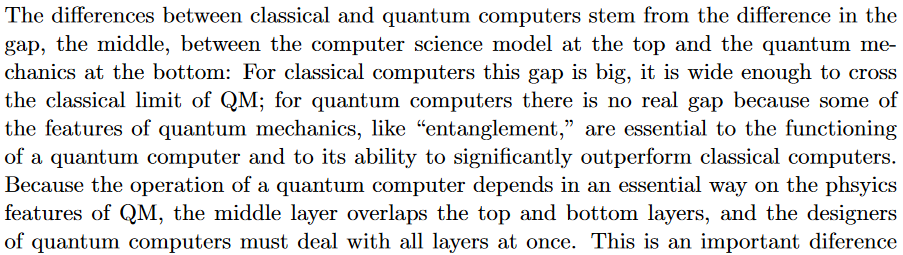 The differences between classical and quantum computers stem from the difference in the
gap, the middle, between the computer science model at the top and the quantum me-
chanics at the bottom: For classical computers this gap is big, it is wide enough to cross
the classical limit of QM; for quantum computers there is no real gap because some of
the features of quantum mechanics, like “entanglement,” are essential to the functioning
of a quantum computer and to its ability to significantly outperform classical computers.
Because the operation of a quantum computer depends in an essential way on the phsyics
features of QM, the middle layer overlaps the top and bottom layers, and the designers
of quantum computers must deal with all layers at once. This is an important diference